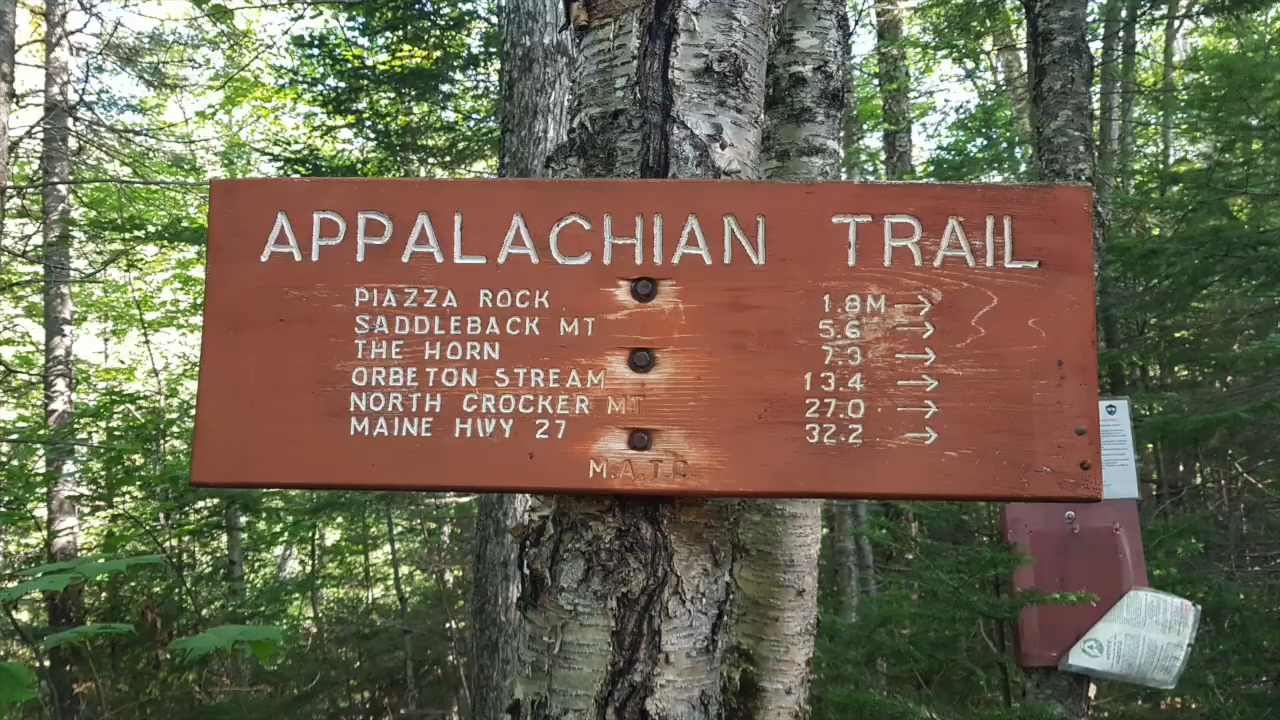 APPALACHIAN TRAIL
PIAZZA ROCK 1.8M →
SADDLEBACK MT 5.6 →
THE HORN 7.3 →
ORBETON STREAM 13.4 →
NORTH CROCKER MT 27.0 →
MAINE HWY 27 32.2 →
M.A.T.C.